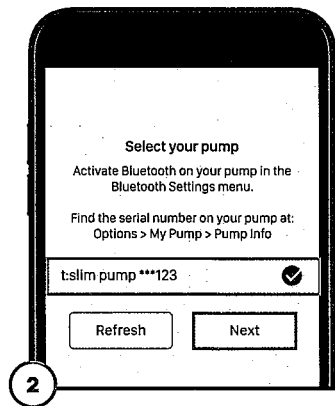 Select your pump
Activate Bluetooth on your pump in the
Bluetooth Settings menu.
Find the serial number on your pump at:
Options > My Pump > Pump Info
t:slim pump ***123
Refresh
Next
2